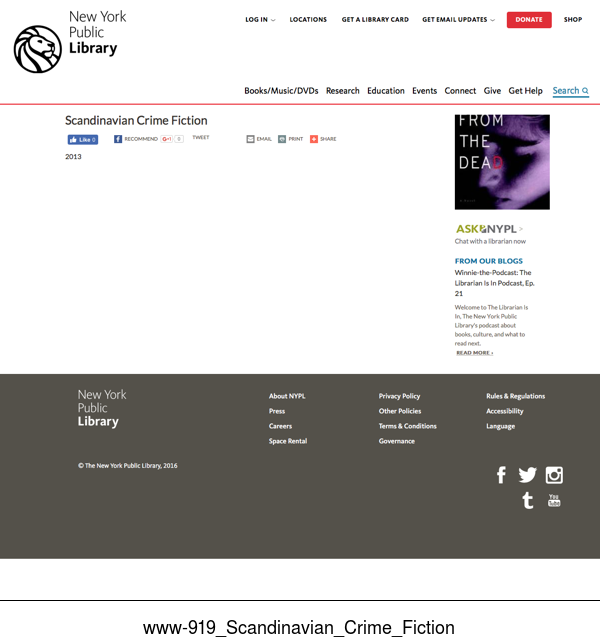 New York
Public
Library
LOG IN
LOCATIONS
GET A LIBRARY CARD
GET EMAIL UPDATES
DONATE
SHOP
Books/Music/DVDs
Research
Education
Events
Connect
Give
Get Help
Search
Scandinavian Crime Fiction
Like 0
RECOMMEND
G+1
0
TWEET
EMAIL
PRINT
SHARE
2013
FROM
THE
DEAD
ASK NYPL >
Chat with a librarian now
FROM OUR BLOGS
Winnie-the-Podcast: The
Librarian Is In Podcast, Ep.
21
Welcome to The Librarian Is
In, The New York Public
Library's podcast about
books, culture, and what to
read next.
READ MORE ›
New York
Public
Library
© The New York Public Library, 2016
About NYPL
Press
Careers
Space Rental
Privacy Policy
Other Policies
Terms & Conditions
Governance
Rules & Regulations
Accessibility
Language
f
t
You
Tube
www-919_Scandinavian_Crime_Fiction